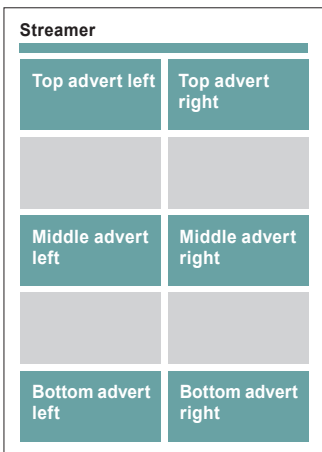 Streamer
Top advert left
Top advert
right
Middle advert
left
Middle advert
right
Bottom advert
left
Bottom advert
right